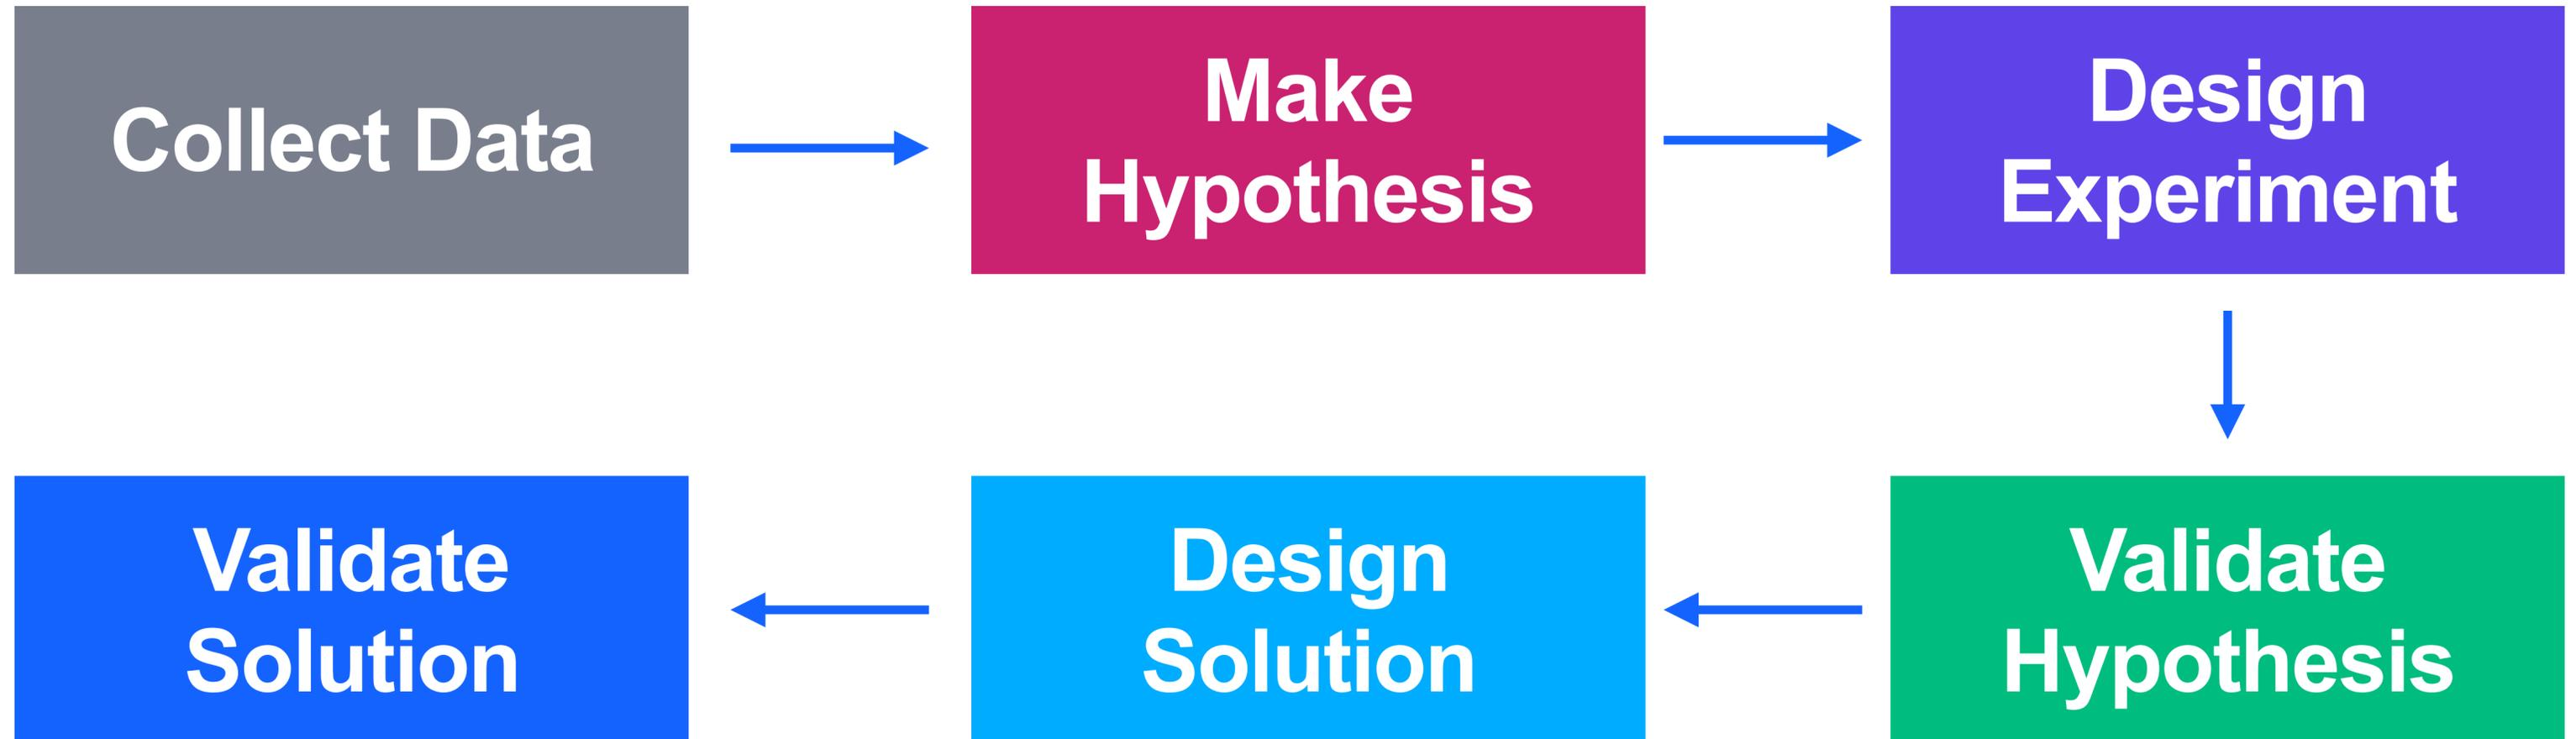 Collect Data
Make
Hypothesis
Design
Experiment
Validate
Hypothesis
Design
Solution
Validate
Solution